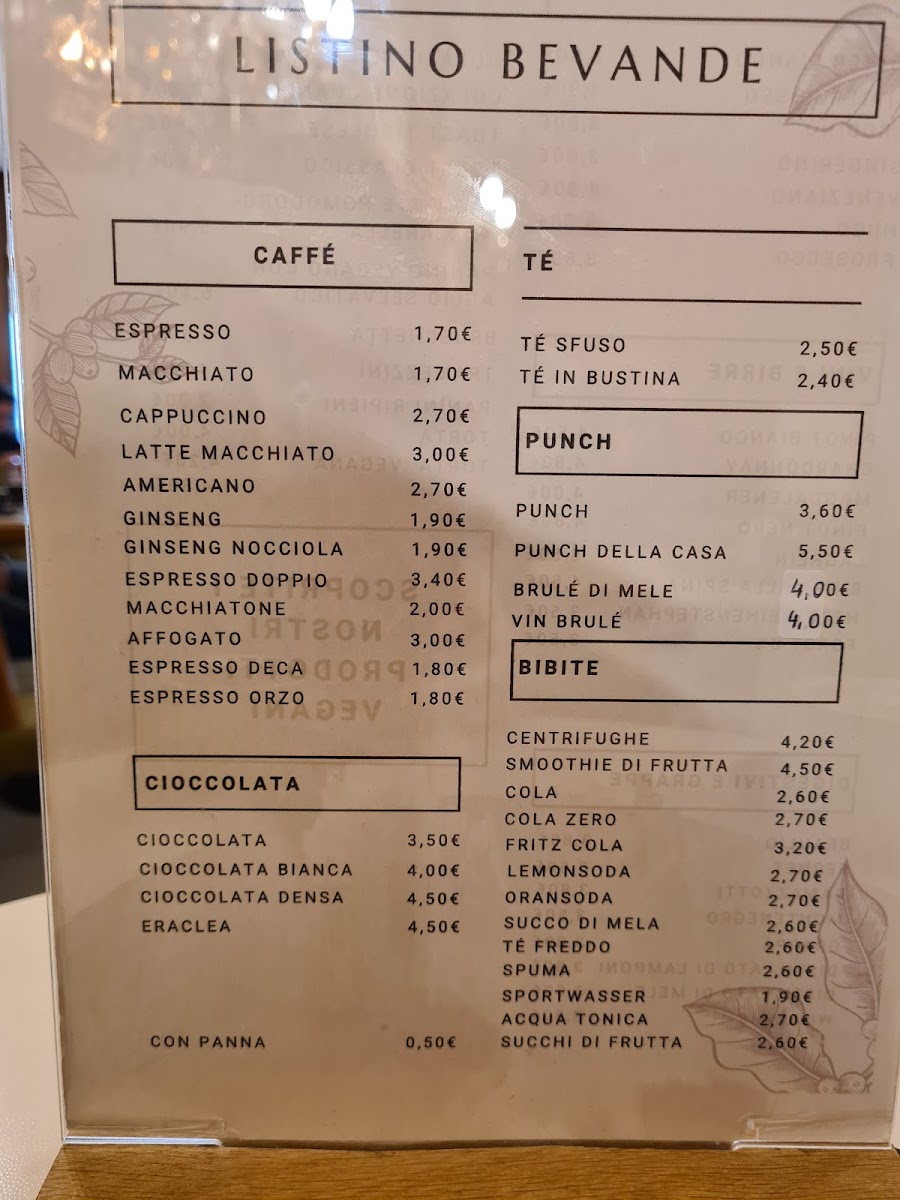 LISTINO BEVANDE
CAFFÉ
ESPRESSO 1,70€
MACCHIATO 1,70€
CAPPUCCINO 2,70€
LATTE MACCHIATO 3,00€
AMERICANO 2,70€
GINSENG 1,90€
GINSENG NOCCIOLA 1,90€
ESPRESSO DOPPIO 3,40€
MACCHIATONE 2,00€
AFFOGATO 3,00€
ESPRESSO DECA 1,80€
ESPRESSO ORZO 1,80€
CIOCCOLATA
CIOCCOLATA 3,50€
CIOCCOLATA BIANCA 4,00€
CIOCCOLATA DENSA 4,50€
ERACLEA 4,50€
CON PANNA 0,50€
TÉ
TÉ SFUSO 2,50€
TÉ IN BUSTINA 2,40€
PUNCH
PUNCH 3,60€
PUNCH DELLA CASA 5,50€
BRULÉ DI MELE 4,00€
VIN BRULÉ 4,00€
BIBITE
CENTRIFUGHE 4,20€
SMOOTHIE DI FRUTTA 4,50€
COLA 2,60€
COLA ZERO 2,70€
FRITZ COLA 3,20€
LEMONSODA 2,70€
ORANSODA 2,70€
SUCCO DI MELA 2,60€
TÉ FREDDO 2,60€
SPUMA 2,60€
SPORTWASSER 1,90€
ACQUA TONICA 2,70€
SUCCHI DI FRUTTA 2,60€